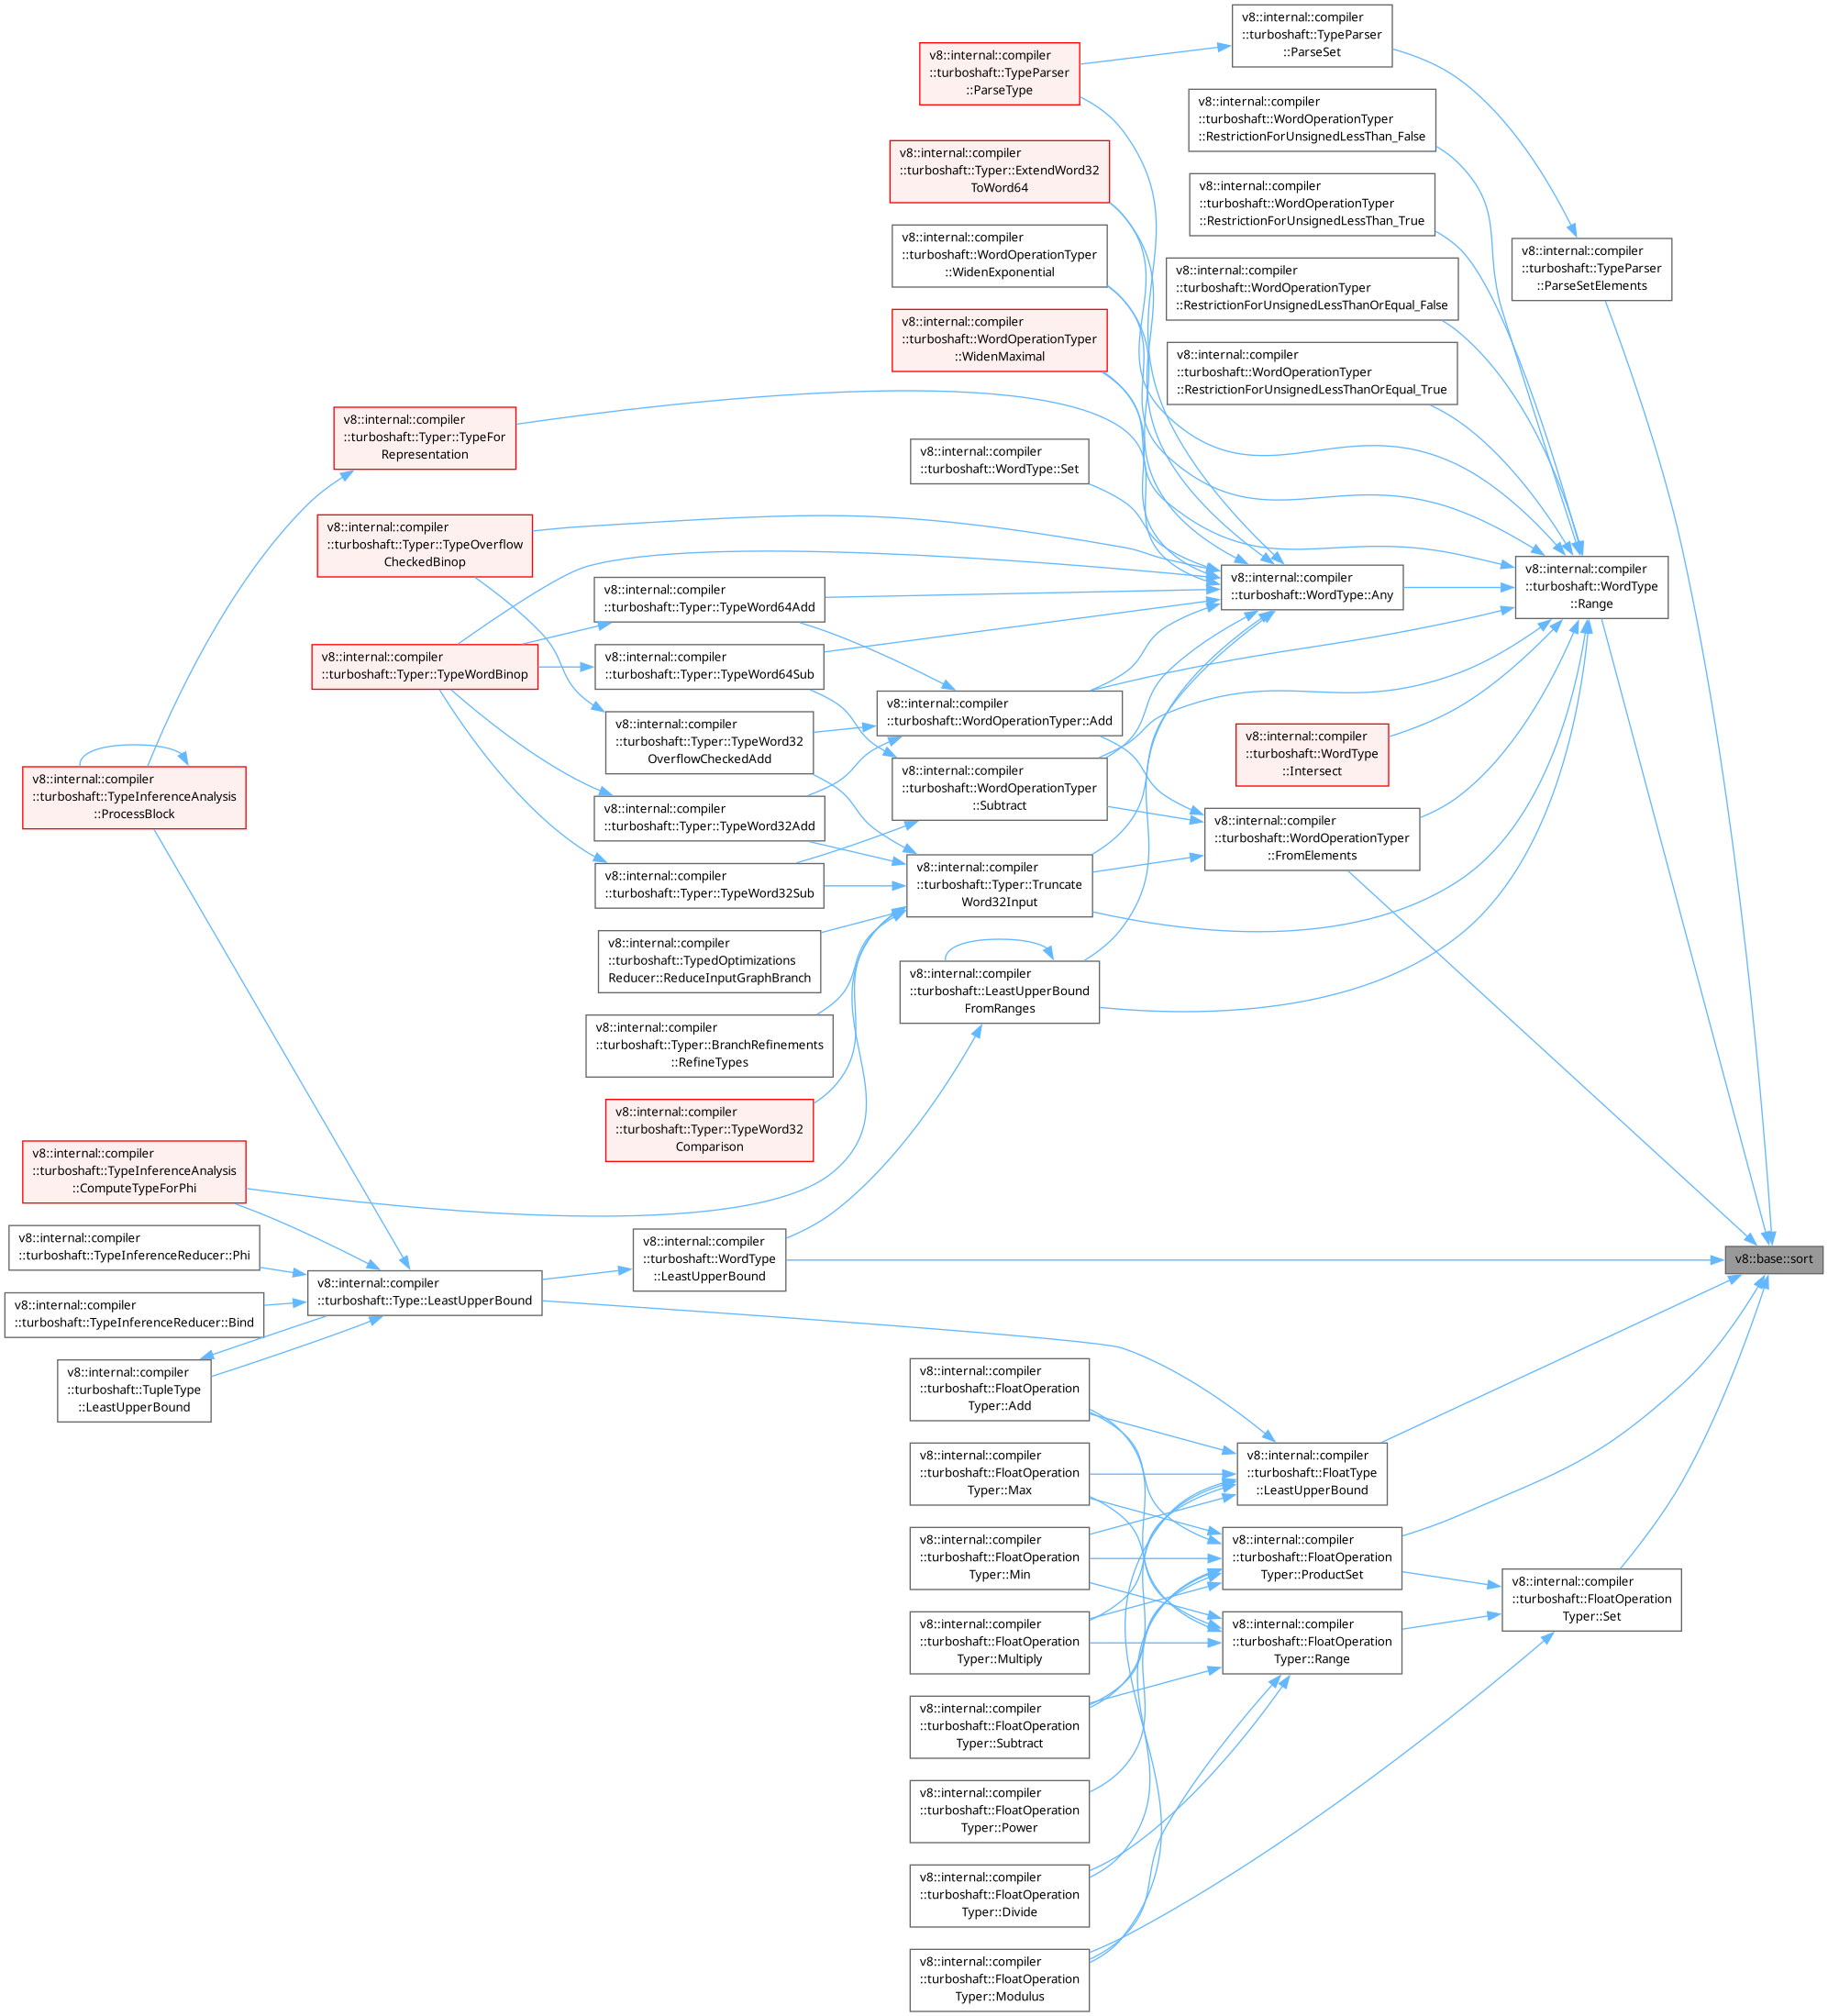 v8::internal::compiler
::turboshaft::TypeParser
::ParseSet
v8::internal::compiler
::turboshaft::TypeParser
::ParseType
v8::internal::compiler
::turboshaft::WordOperationTyper
::RestrictionForUnsignedLessThan_False
v8::internal::compiler
::turboshaft::Typer::ExtendWord32
ToWord64
v8::internal::compiler
::turboshaft::WordOperationTyper
::RestrictionForUnsignedLessThan_True
v8::internal::compiler
::turboshaft::WordOperationTyper
::WidenExponential
v8::internal::compiler
::turboshaft::TypeParser
::ParseSetElements
v8::internal::compiler
::turboshaft::WordOperationTyper
::RestrictionForUnsignedLessThanOrEqual_False
v8::internal::compiler
::turboshaft::WordOperationTyper
::WidenMaximal
v8::internal::compiler
::turboshaft::WordOperationTyper
::RestrictionForUnsignedLessThanOrEqual_True
v8::internal::compiler
::turboshaft::Typer::TypeFor
Representation
v8::internal::compiler
::turboshaft::WordType::Set
v8::internal::compiler
::turboshaft::Typer::TypeOverflow
CheckedBinop
v8::internal::compiler
::turboshaft::Typer::TypeWord64Add
v8::internal::compiler
::turboshaft::WordType::Any
v8::internal::compiler
::turboshaft::WordType
::Range
v8::internal::compiler
::turboshaft::Typer::TypeWordBinop
v8::internal::compiler
::turboshaft::Typer::TypeWord64Sub
v8::internal::compiler
::turboshaft::WordOperationTyper::Add
v8::internal::compiler
::turboshaft::Typer::TypeWord32
OverflowCheckedAdd
v8::internal::compiler
::turboshaft::WordType
::Intersect
v8::internal::compiler
::turboshaft::TypeInferenceAnalysis
::ProcessBlock
v8::internal::compiler
::turboshaft::WordOperationTyper
::Subtract
v8::internal::compiler
::turboshaft::Typer::TypeWord32Add
v8::internal::compiler
::turboshaft::WordOperationTyper
::FromElements
v8::internal::compiler
::turboshaft::Typer::TypeWord32Sub
v8::internal::compiler
::turboshaft::Typer::Truncate
Word32Input
v8::internal::compiler
::turboshaft::TypedOptimizations
Reducer::ReduceInputGraphBranch
v8::internal::compiler
::turboshaft::LeastUpperBound
FromRanges
v8::internal::compiler
::turboshaft::Typer::BranchRefinements
::RefineTypes
v8::internal::compiler
::turboshaft::Typer::TypeWord32
Comparison
v8::internal::compiler
::turboshaft::TypeInferenceAnalysis
::ComputeTypeForPhi
v8::internal::compiler
::turboshaft::TypeInferenceReducer::Phi
v8::internal::compiler
::turboshaft::WordType
::LeastUpperBound
v8::base::sort
v8::internal::compiler
::turboshaft::Type::LeastUpperBound
v8::internal::compiler
::turboshaft::TypeInferenceReducer::Bind
v8::internal::compiler
::turboshaft::TupleType
::LeastUpperBound
v8::internal::compiler
::turboshaft::FloatOperation
Typer::Add
v8::internal::compiler
::turboshaft::FloatType
::LeastUpperBound
v8::internal::compiler
::turboshaft::FloatOperation
Typer::Max
v8::internal::compiler
::turboshaft::FloatOperation
Typer::Min
v8::internal::compiler
::turboshaft::FloatOperation
Typer::ProductSet
v8::internal::compiler
::turboshaft::FloatOperation
Typer::Set
v8::internal::compiler
::turboshaft::FloatOperation
Typer::Multiply
v8::internal::compiler
::turboshaft::FloatOperation
Typer::Range
v8::internal::compiler
::turboshaft::FloatOperation
Typer::Subtract
v8::internal::compiler
::turboshaft::FloatOperation
Typer::Power
v8::internal::compiler
::turboshaft::FloatOperation
Typer::Divide
v8::internal::compiler
::turboshaft::FloatOperation
Typer::Modulus